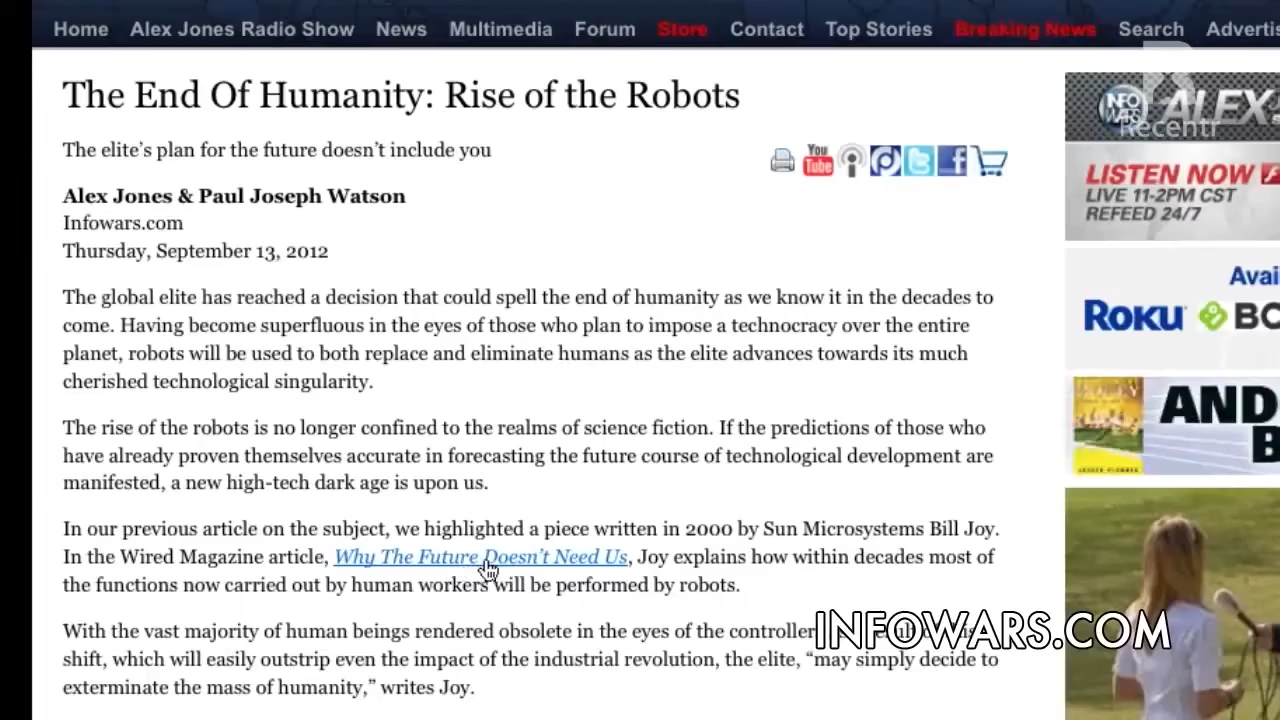 Home Alex Jones Radio Show News Multimedia Forum Store Contact Top Stories Breaking News Search
The End Of Humanity: Rise of the Robots
Recentr
The elite's plan for the future doesn't include you
You
Tube
INFO
WARS
ALEX
LISTEN NOW
LIVE 11-2PM CST
REFEED 24/7
Alex Jones & Paul Joseph Watson
Infowars.com
Thursday, September 13, 2012
The global elite has reached a decision that could spell the end of humanity as we know it in the decades to
come. Having become superfluous in the eyes of those who plan to impose a technocracy over the entire
planet, robots will be used to both replace and eliminate humans as the elite advances towards its much
cherished technological singularity.
Roku
The rise of the robots is no longer confined to the realms of science fiction. If the predictions of those who
have already proven themselves accurate in forecasting the future course of technological development are
manifested, a new high-tech dark age is upon us.
AND
In our previous article on the subject, we highlighted a piece written in 2000 by Sun Microsystems Bill Joy.
In the Wired Magazine article, Why The Future Doesn't Need Us, Joy explains how within decades most of
the functions now carried out by human workers will be performed by robots.
With the vast majority of human beings rendered obsolete in the eyes of the controller
shift, which will easily outstrip even the impact of the industrial revolution, the elite, "may simply decide to
exterminate the mass of humanity," writes Joy.
INFOWARS.COM